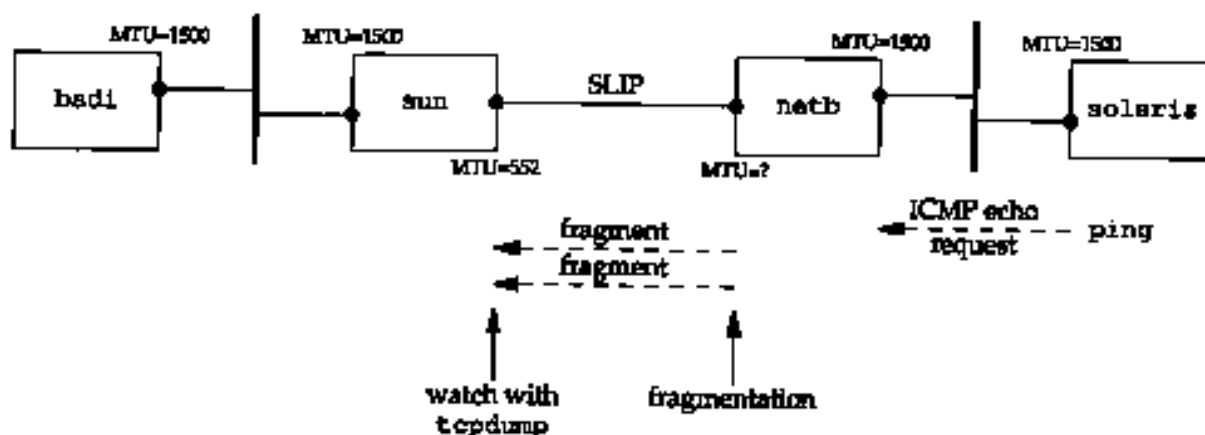 MTU=1500
MTU=1500
MTU=1500
MTU=1500
badi
sun
SLIP
netb
solaris
MTU=552
MTU=?
ICMP echo
request
ping
fragment
fragment
watch with
tcpdump
fragmentation